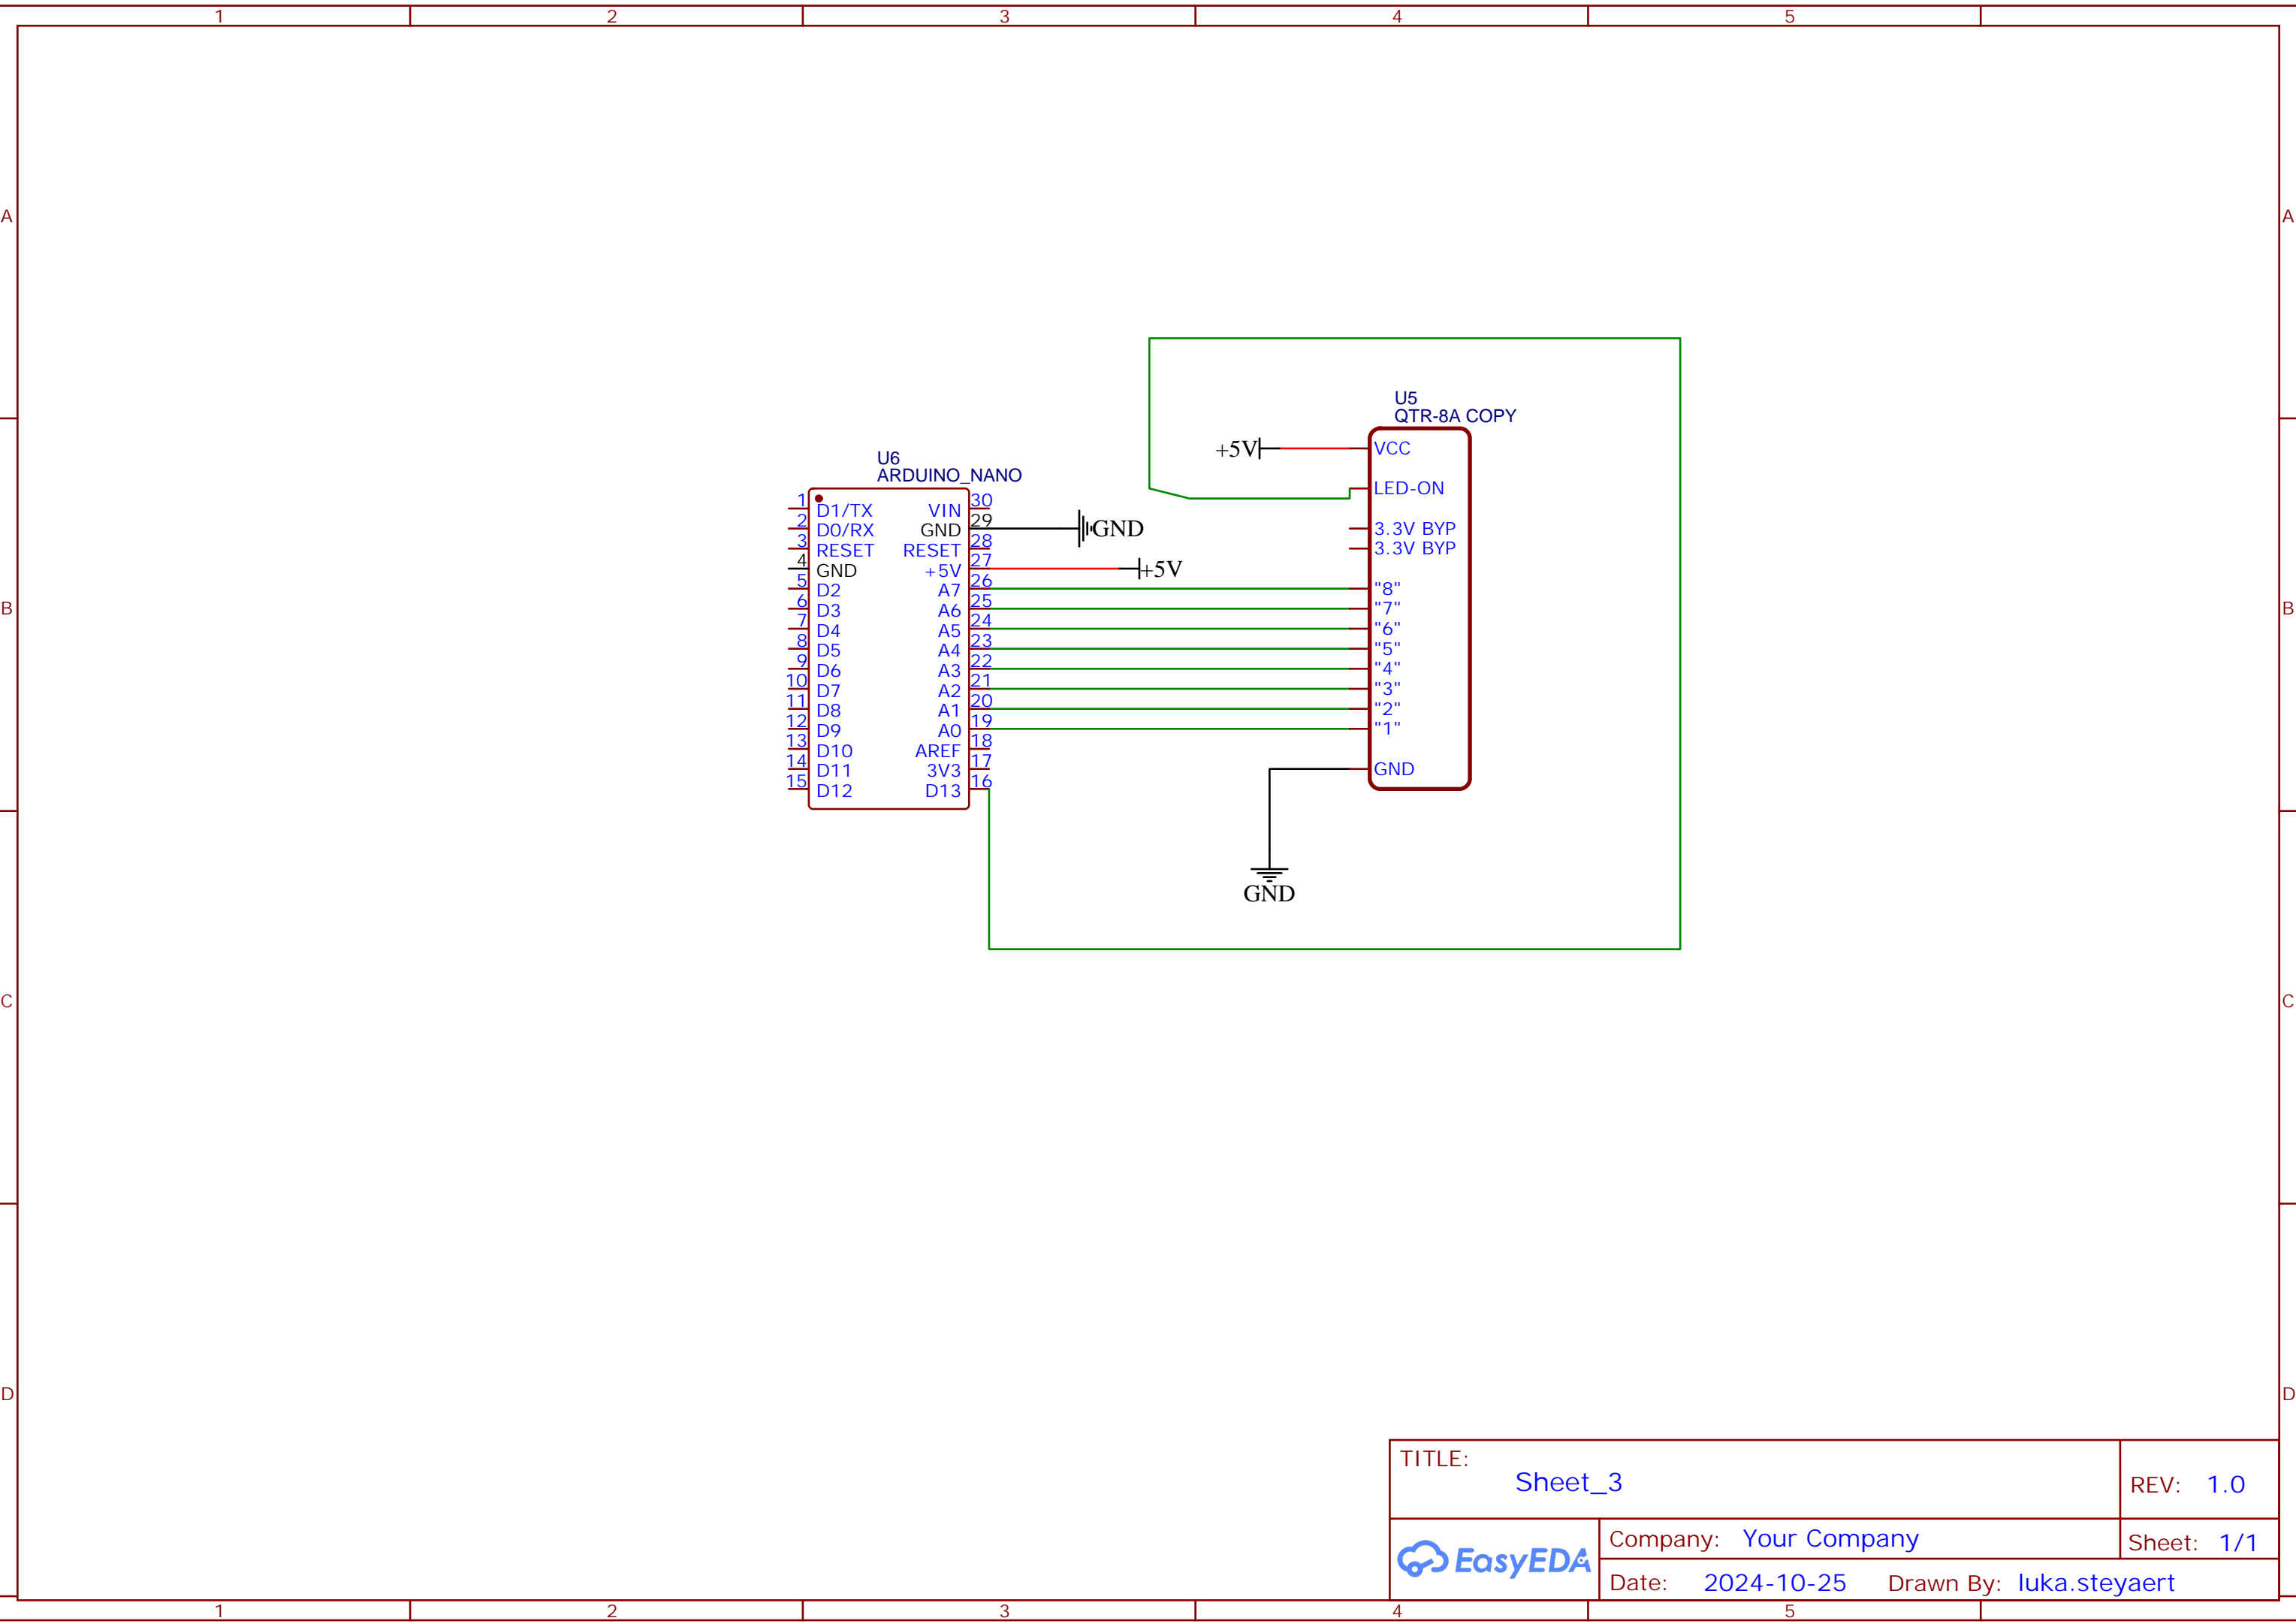 1 2 3 4 5
A A
U5
QTR-8A COPY
+5V VCC
LED-ON
3.3V BYP
3.3V BYP
"8"
"7"
"6"
"5"
"4"
"3"
"2"
"1"
GND
GND
U6
ARDUINO_NANO
1 D1/TX VIN 30
2 D0/RX GND 29 GND
3 RESET RESET 28
4 GND +5V 27 +5V
5 D2 A7 26
6 D3 A6 25
7 D4 A5 24
8 D5 A4 23
9 D6 A3 22
10 D7 A2 21
11 D8 A1 20
12 D9 A0 19
13 D10 AREF 18
14 D11 3V3 17
15 D12 D13 16
B B
C C
D D
TITLE:
Sheet_3
REV: 1.0
EasyEDA
Company: Your Company
Sheet: 1/1
Date: 2024-10-25 Drawn By: luka.steyaert
1 2 3 4 5